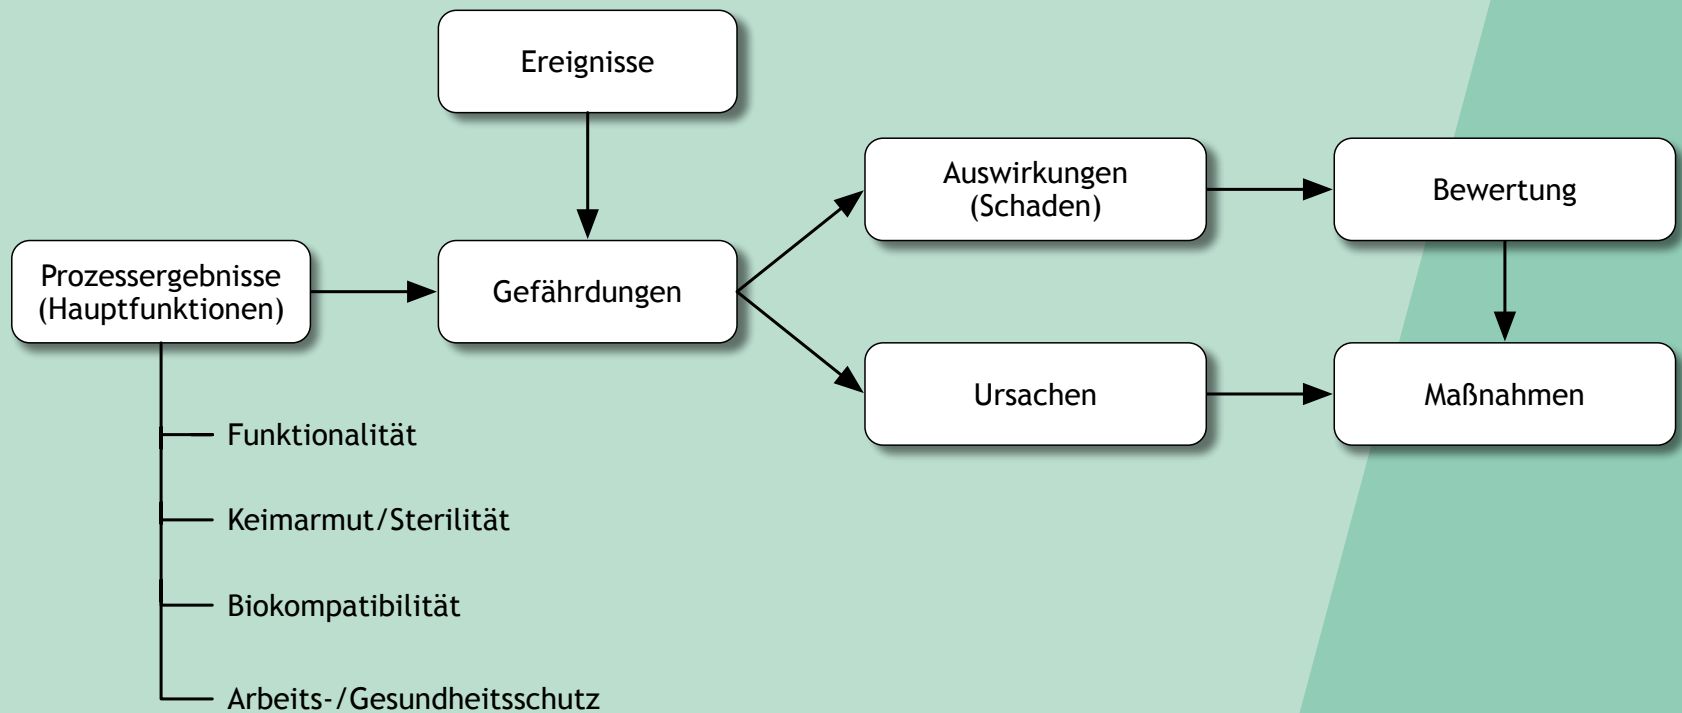 Ereignisse
Auswirkungen
(Schaden)
Bewertung
Prozessergebnisse
(Hauptfunktionen)
Gefährdungen
Ursachen
Maßnahmen
Funktionalität
Keimarmut/Sterilität
Biokompatibilität
Arbeits-/Gesundheitsschutz